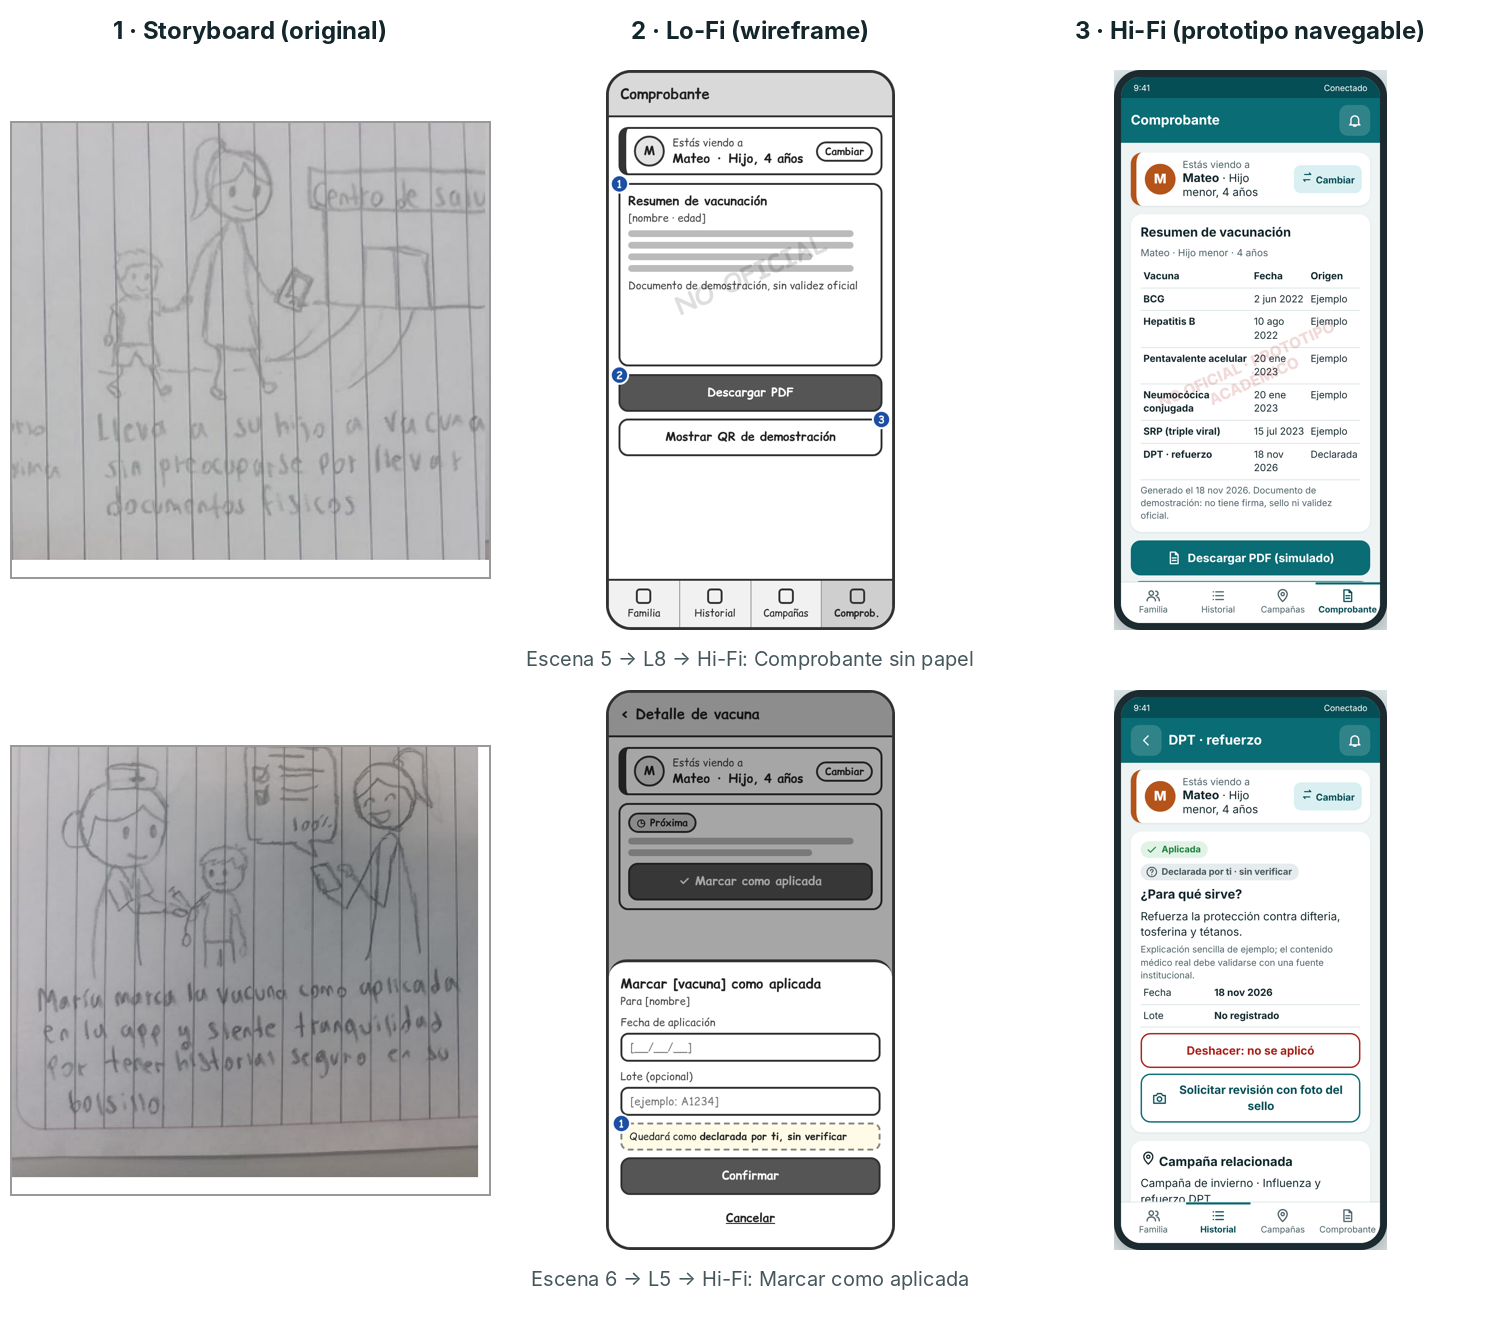 1 · Storyboard (original)
2 · Lo-Fi (wireframe)
3 · Hi-Fi (prototipo navegable)
Centro de salu
Lleva a su hijo a vacuna
sin preocuparse por llevar
documentos fisicos
Comprobante
M
Estás viendo a
Mateo · Hijo, 4 años
Cambiar
1
Resumen de vacunación
[nombre · edad]
NO OFICIAL
Documento de demostración, sin validez oficial
2
Descargar PDF
3
Mostrar QR de demostración
Familia
Historial
Campañas
Comprob.
9:41
Conectado
Comprobante
M
Estás viendo a
Mateo · Hijo
menor, 4 años
Cambiar
Resumen de vacunación
Mateo · Hijo menor · 4 años
Vacuna Fecha Origen
BCG 2 jun 2022 Ejemplo
Hepatitis B 10 ago 2022 Ejemplo
Pentavalente acelular 20 ene 2023 Ejemplo
Neumocócica conjugada 20 ene 2023 Ejemplo
SRP (triple viral) 15 jul 2023 Ejemplo
DPT · refuerzo 18 nov 2026 Declarada
NO OFICIAL · PROTOTIPO
ACADÉMICO
Generado el 18 nov 2026. Documento de
demostración: no tiene firma, sello ni validez
oficial.
Descargar PDF (simulado)
Familia
Historial
Campañas
Comprobante
Escena 5 → L8 → Hi-Fi: Comprobante sin papel
100%
María marca la vacuna como aplicada
en la app y siente tranquilidad
por tener historial seguro en su
bolsillo
‹ Detalle de vacuna
M
Estás viendo a
Mateo · Hijo, 4 años
Cambiar
Próxima
✓ Marcar como aplicada
Marcar [vacuna] como aplicada
Para [nombre]
Fecha de aplicación
[__/__/__]
Lote (opcional)
[ejemplo: A1234]
1
Quedará como declarada por ti, sin verificar
Confirmar
Cancelar
9:41
Conectado
DPT · refuerzo
M
Estás viendo a
Mateo · Hijo
menor, 4 años
Cambiar
Aplicada
Declarada por ti · sin verificar
¿Para qué sirve?
Refuerza la protección contra difteria,
tosferina y tétanos.
Explicación sencilla de ejemplo; el contenido
médico real debe validarse con una fuente
institucional.
Fecha 18 nov 2026
Lote No registrado
Deshacer: no se aplicó
Solicitar revisión con foto del
sello
Campaña relacionada
Campaña de invierno · Influenza y
refuerzo DPT
Familia
Historial
Campañas
Comprobante
Escena 6 → L5 → Hi-Fi: Marcar como aplicada